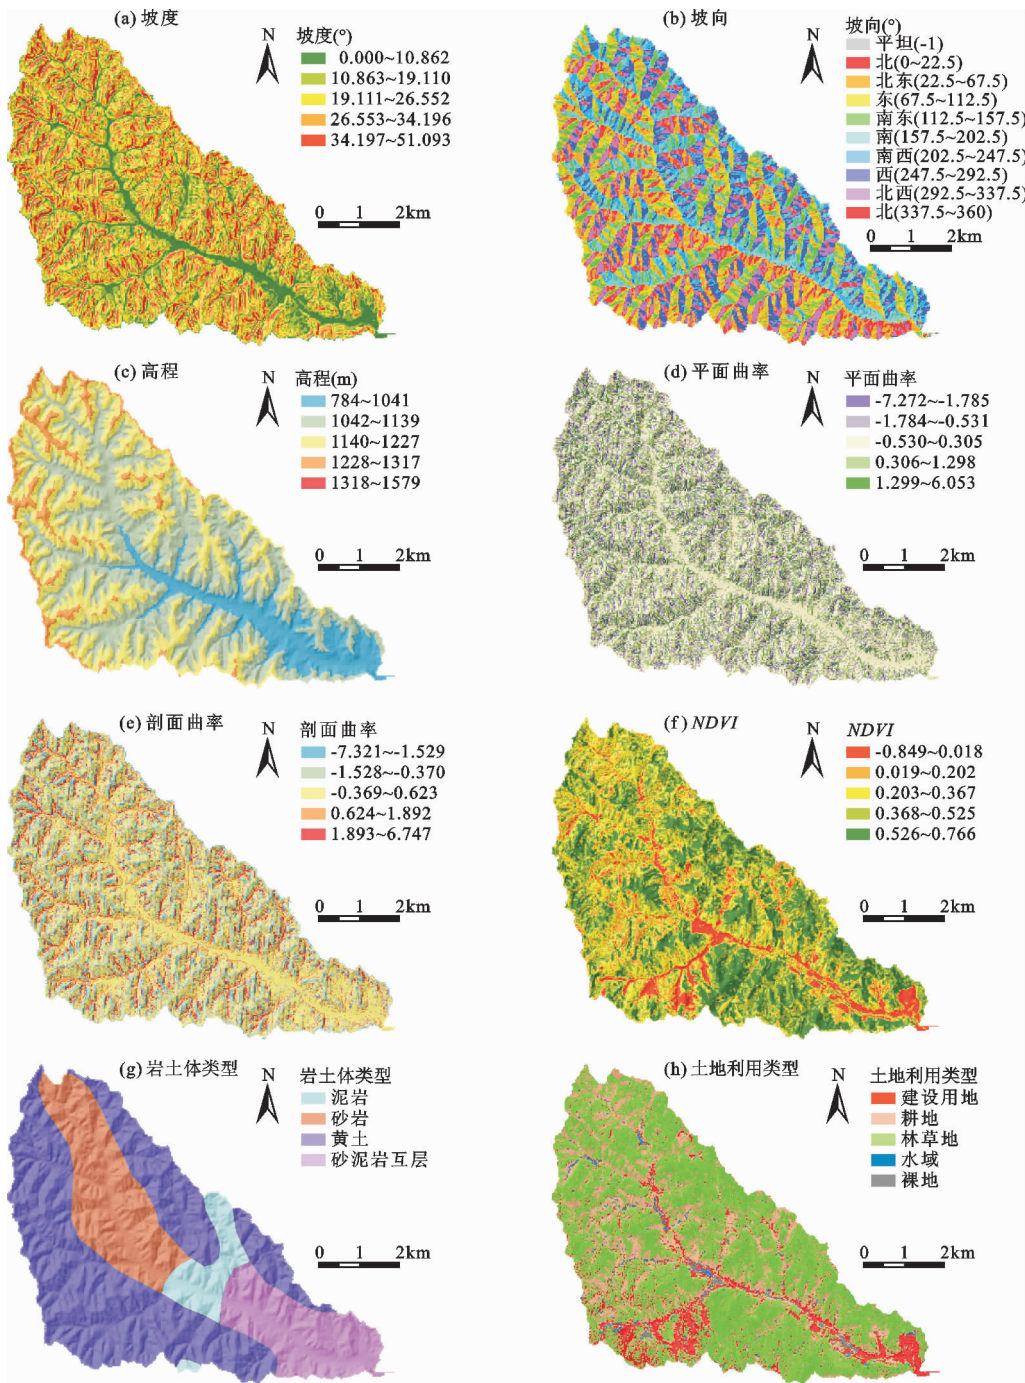 (a) 坡度
N
坡度(°)
0.000~10.862
10.863~19.110
19.111~26.552
26.553~34.196
34.197~51.093
0 1 2km
(b) 坡向
N
坡向(°)
平坦(-1)
北(0~22.5)
北东(22.5~67.5)
东(67.5~112.5)
南东(112.5~157.5)
南(157.5~202.5)
南西(202.5~247.5)
西(247.5~292.5)
北西(292.5~337.5)
北(337.5~360)
0 1 2km
(c) 高程
N
高程(m)
784~1041
1042~1139
1140~1227
1228~1317
1318~1579
0 1 2km
(d) 平面曲率
N
平面曲率
-7.272~-1.785
-1.784~-0.531
-0.530~0.305
0.306~1.298
1.299~6.053
0 1 2km
(e) 剖面曲率
N
剖面曲率
-7.321~-1.529
-1.528~-0.370
-0.369~0.623
0.624~1.892
1.893~6.747
0 1 2km
(f) NDVI
N
NDVI
-0.849~0.018
0.019~0.202
0.203~0.367
0.368~0.525
0.526~0.766
0 1 2km
(g) 岩土体类型
N
岩土体类型
泥岩
砂岩
黄土
砂泥岩互层
0 1 2km
(h) 土地利用类型
N
土地利用类型
建设用地
耕地
林草地
水域
裸地
0 1 2km